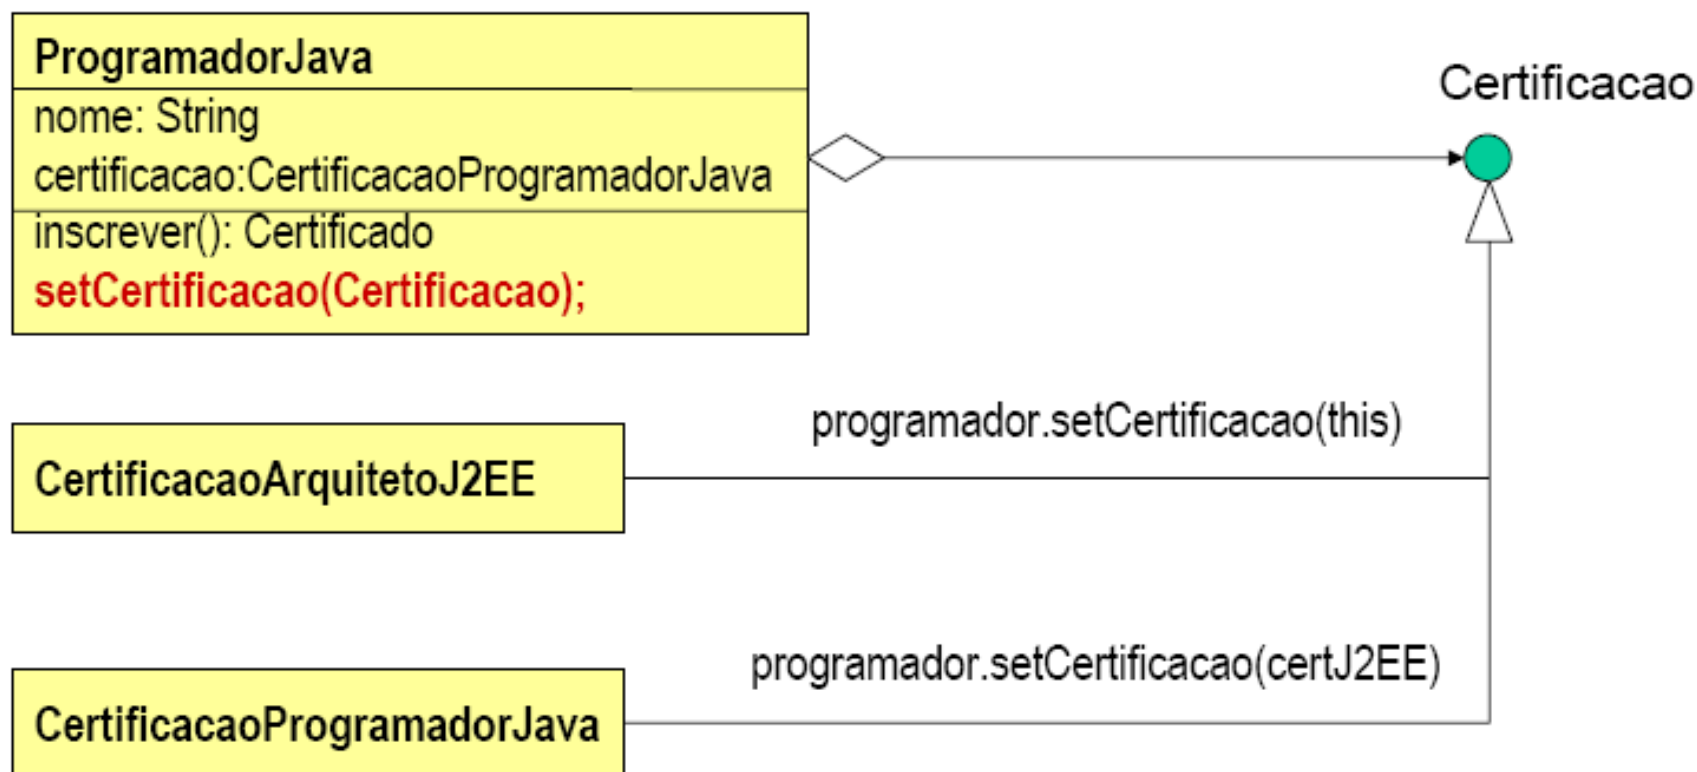 ProgramadorJava
nome: String
certificacao:CertificacaoProgramadorJava
inscrever(): Certificado
setCertificacao(Certificacao);
Certificacao
programador.setCertificacao(this)
CertificacaoArquitetoJ2EE
programador.setCertificacao(certJ2EE)
CertificacaoProgramadorJava